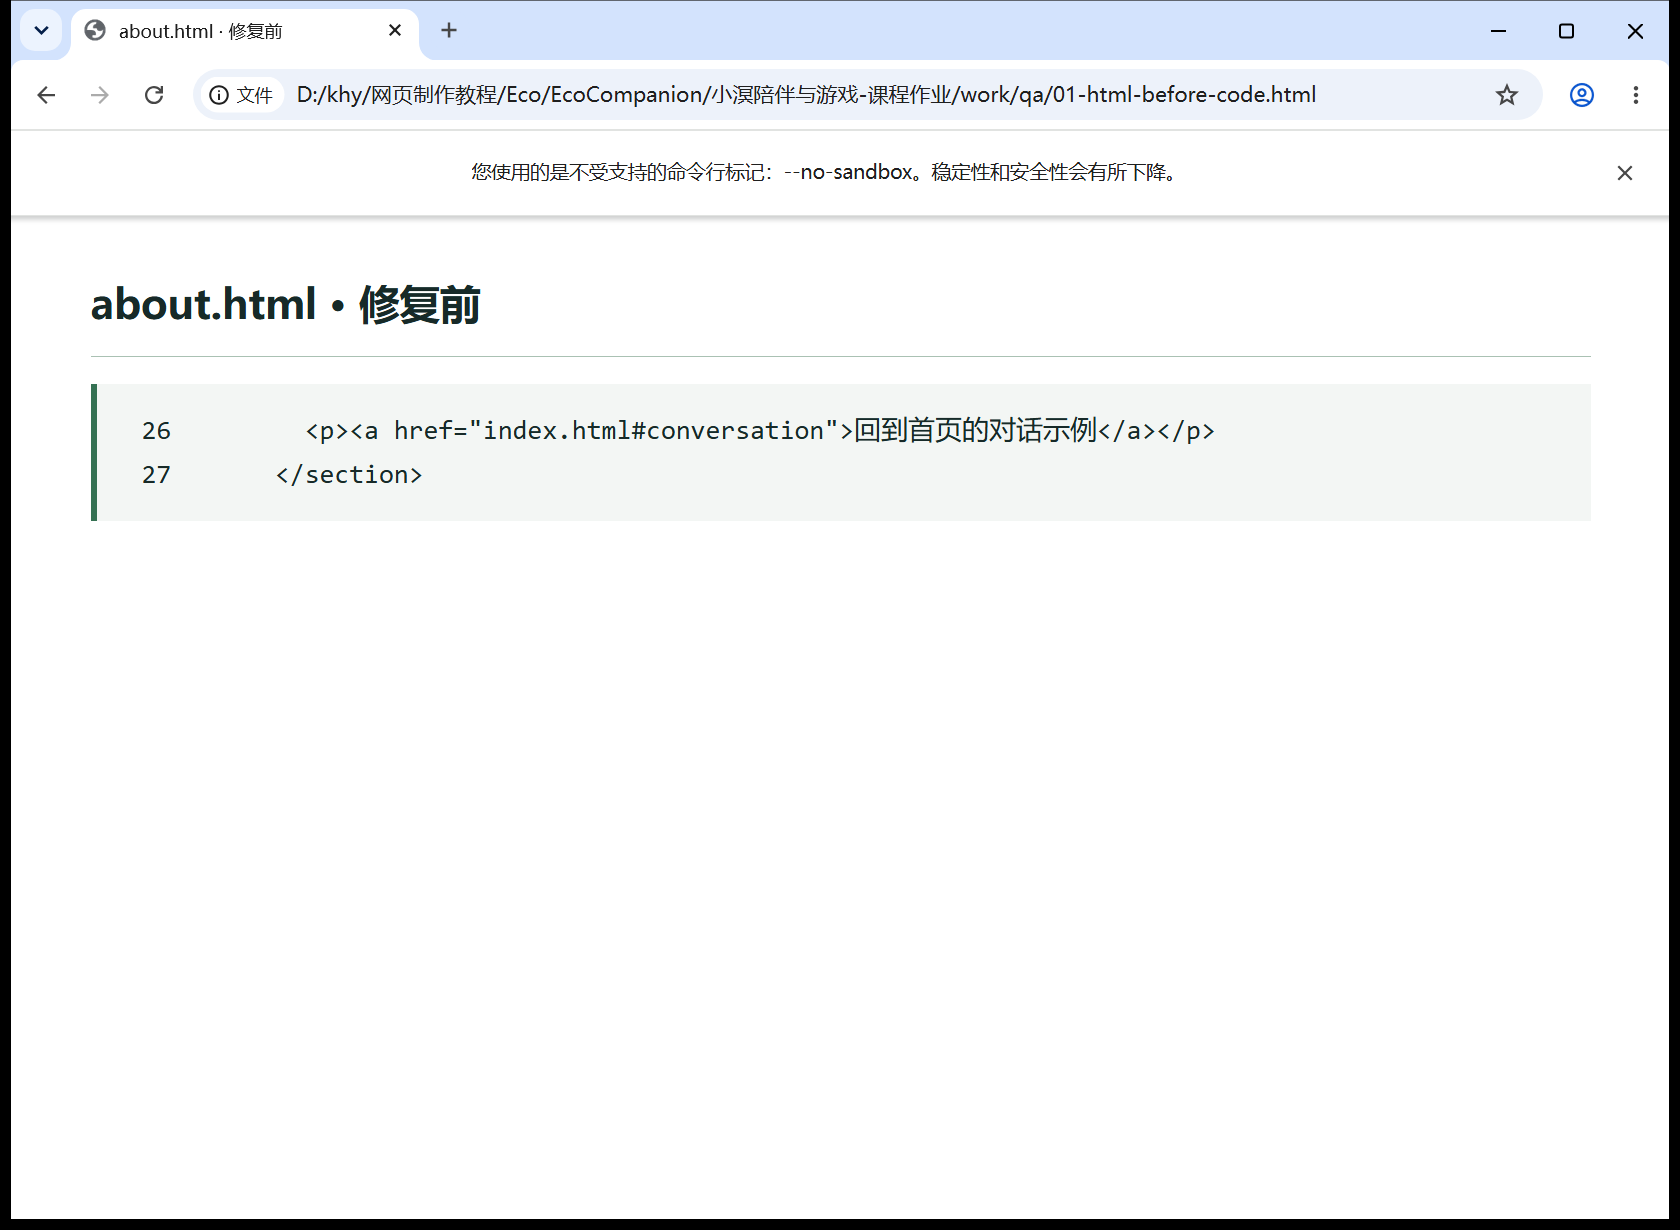 about.html · 修复前
文件
D:/khy/网页制作教程/Eco/EcoCompanion/小溟陪伴与游戏-课程作业/work/qa/01-html-before-code.html
您使用的是不受支持的命令行标记：--no-sandbox。稳定性和安全性会有所下降。
about.html · 修复前
26 <p><a href="index.html#conversation">回到首页的对话示例</a></p>
27 </section>